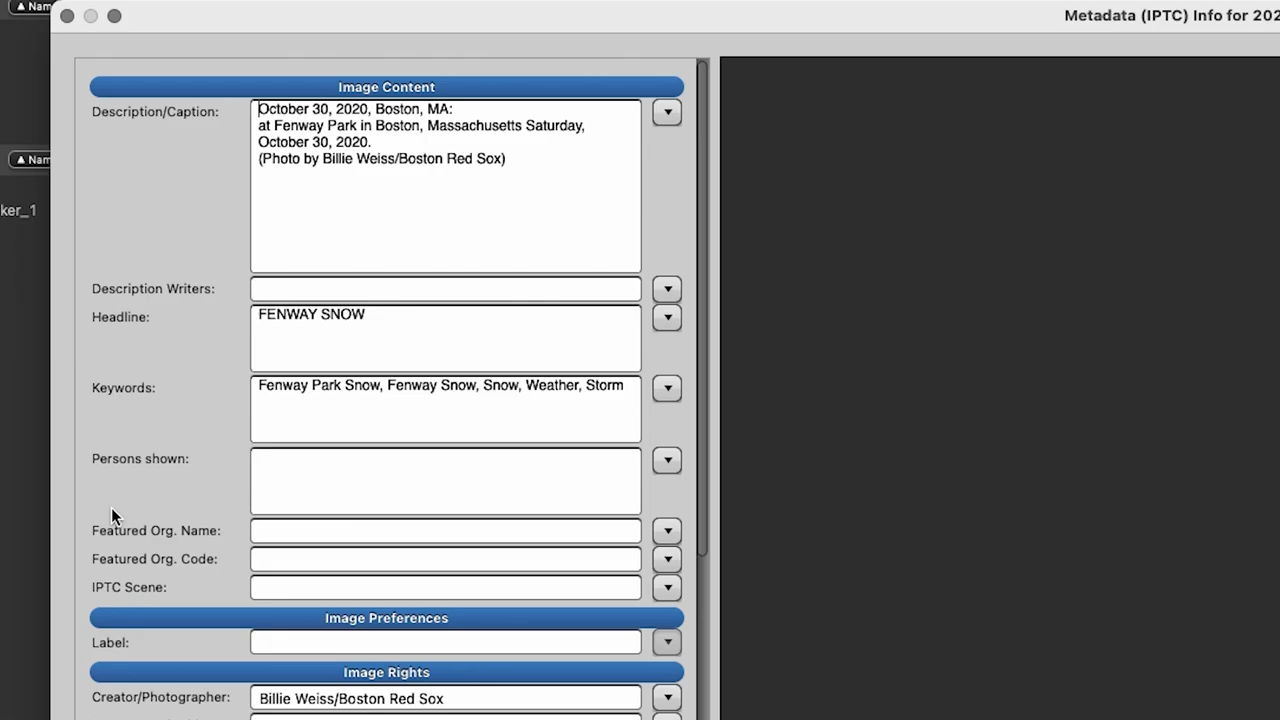 ▲ Nam
Metadata (IPTC) Info for 202
Image Content
Description/Caption:
October 30, 2020, Boston, MA:
at Fenway Park in Boston, Massachusetts Saturday,
October 30, 2020.
(Photo by Billie Weiss/Boston Red Sox)
▲ Nam
ker_1
Description Writers:
Headline:
FENWAY SNOW
Keywords:
Fenway Park Snow, Fenway Snow, Snow, Weather, Storm
Persons shown:
Featured Org. Name:
Featured Org. Code:
IPTC Scene:
Image Preferences
Label:
Image Rights
Creator/Photographer:
Billie Weiss/Boston Red Sox